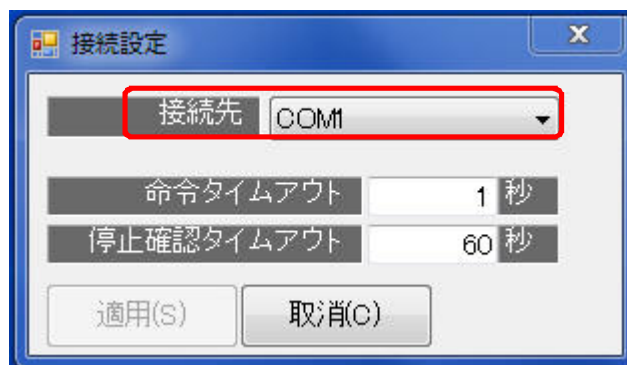 接続設定
接続先 COM1
命令タイムアウト 1 秒
停止確認タイムアウト 60 秒
適用(S) 取消(C)